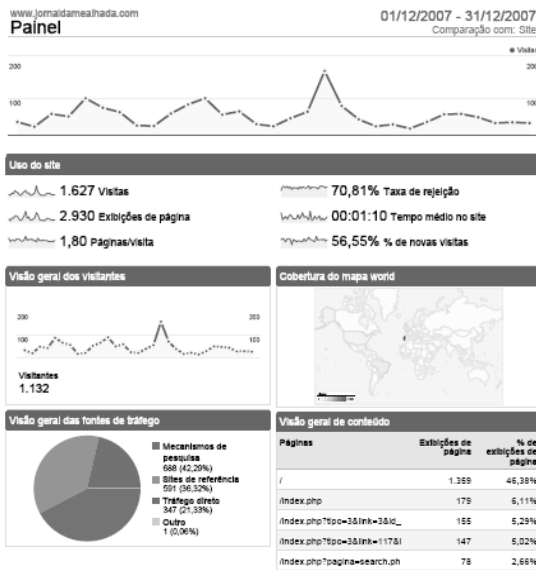 www.jornaldamealhada.com
Painel
01/12/2007 - 31/12/2007
Comparação com: Site
Visitas
200
200
100
100
Uso do site
1.627 Visitas
70,81% Taxa de rejeição
2.930 Exibições de página
00:01:10 Tempo médio no site
1,80 Páginas/visita
56,55% % de novas visitas
Visão geral dos visitantes
200
200
100
100
Visitantes
1.132
Cobertura do mapa world
Visão geral das fontes de tráfego
Mecanismos de
pesquisa
688 (42,29%)
Sites de referência
591 (36,32%)
Tráfego direto
347 (21,33%)
Outro
1 (0,06%)
Visão geral de conteúdo
Páginas
Exibições de
página
% de
exibições de
página
/
1.359
46,38%
/index.php
179
6,11%
/index.php?tipo=3&link=3&id_
155
5,29%
/index.php?tipo=3&link=117&i
147
5,02%
/index.php?pagina=search.ph
78
2,66%